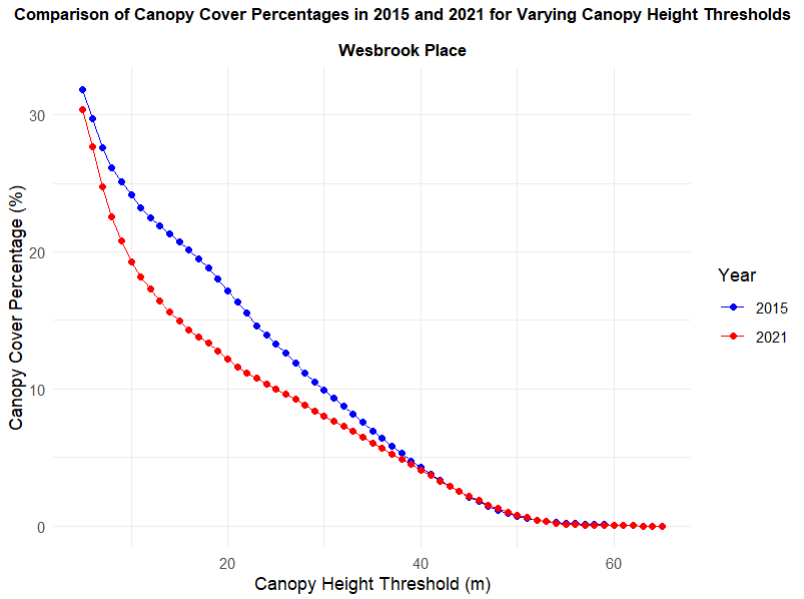 Comparison of Canopy Cover Percentages in 2015 and 2021 for Varying Canopy Height Thresholds
Wesbrook Place
30
20
10
0
Canopy Cover Percentage (%)
20
40
60
Canopy Height Threshold (m)
Year
2015
2021